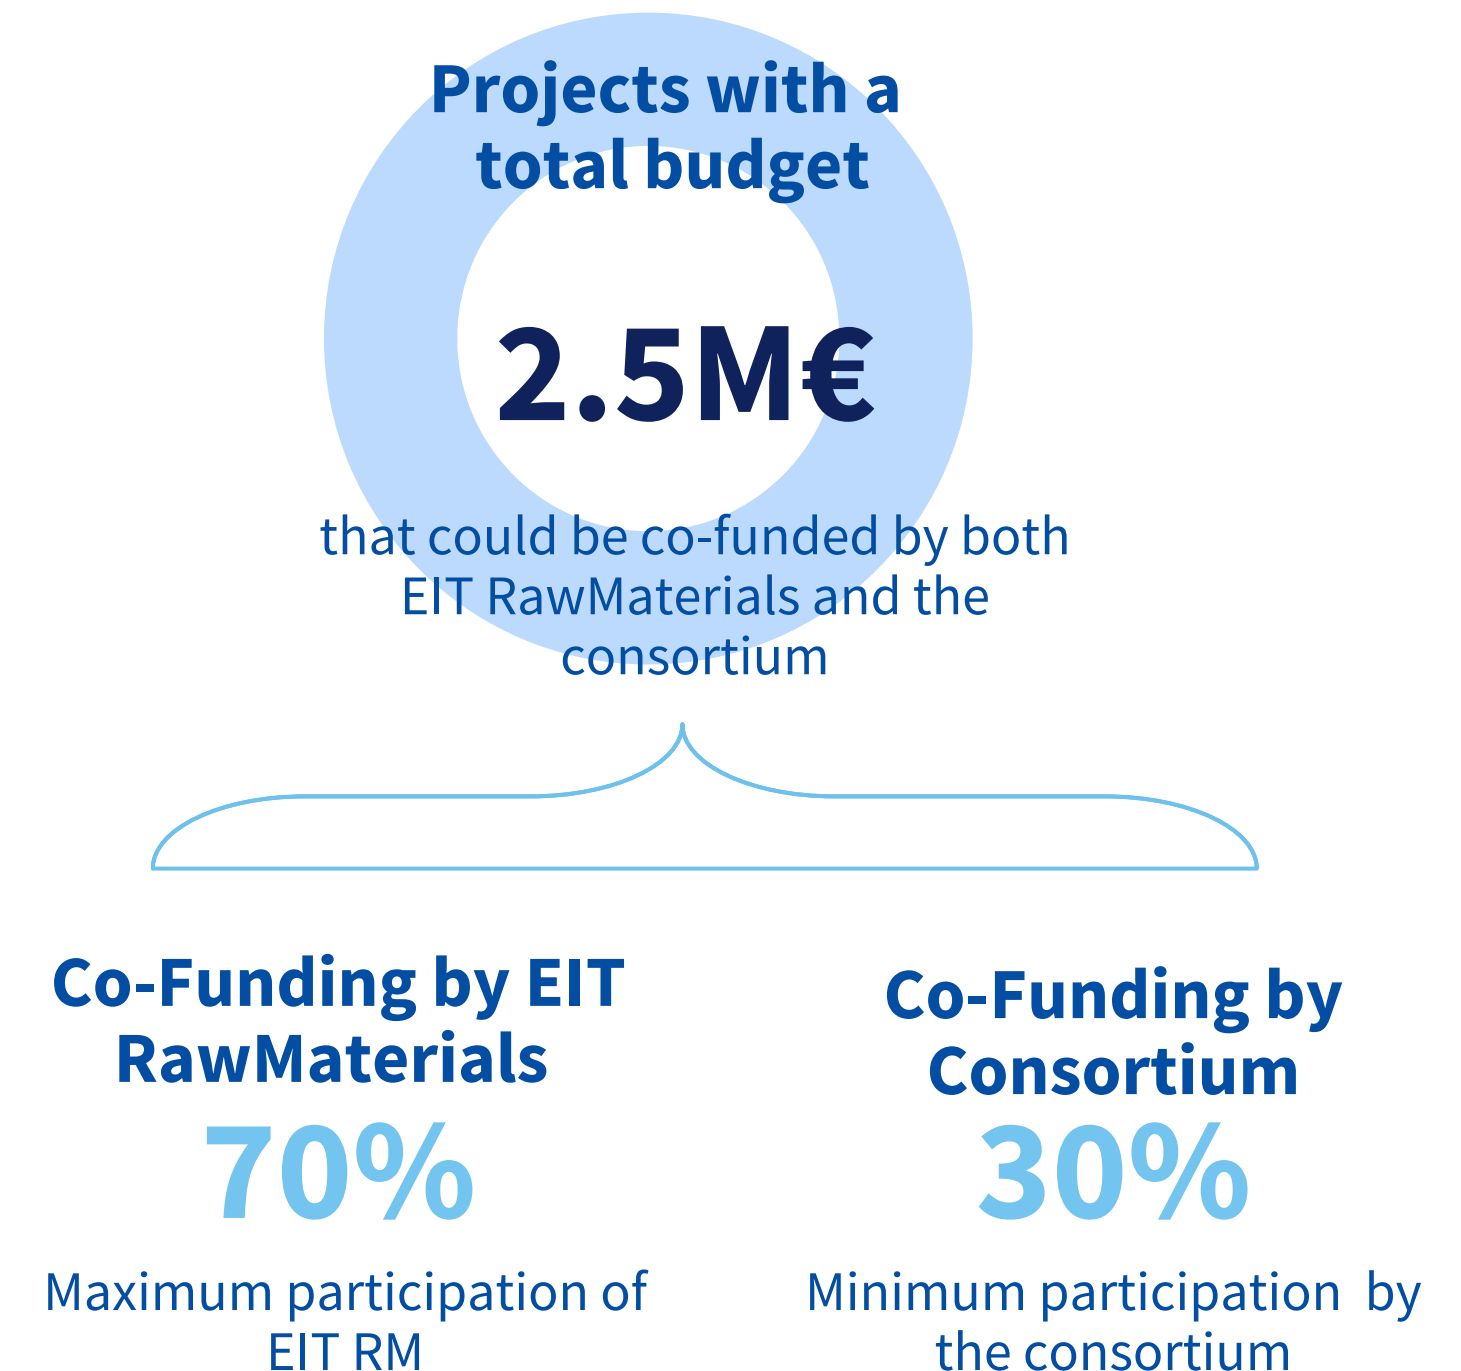 Projects with a
total budget
2.5M€
that could be co-funded by both
EIT RawMaterials and the
consortium
Co-Funding by EIT
RawMaterials
70%
Maximum participation of
EIT RM
Co-Funding by
Consortium
30%
Minimum participation  by
the consortium